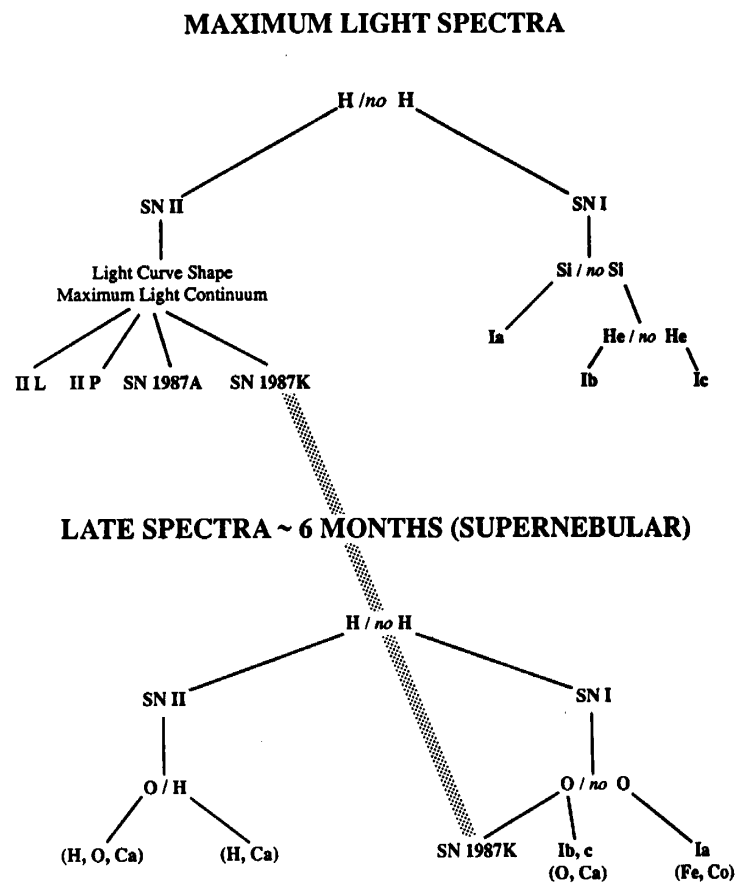 MAXIMUM LIGHT SPECTRA
H / no H
SN II
SN I
Light Curve Shape
Maximum Light Continuum
Si / no Si
Ia
He / no He
II L
II P
SN 1987A
SN 1987K
Ib
Ic
LATE SPECTRA ~ 6 MONTHS (SUPERNEBULAR)
H / no H
SN II
SN I
O / H
O / no O
(H, O, Ca)
(H, Ca)
SN 1987K
Ib, c
(O, Ca)
Ia
(Fe, Co)